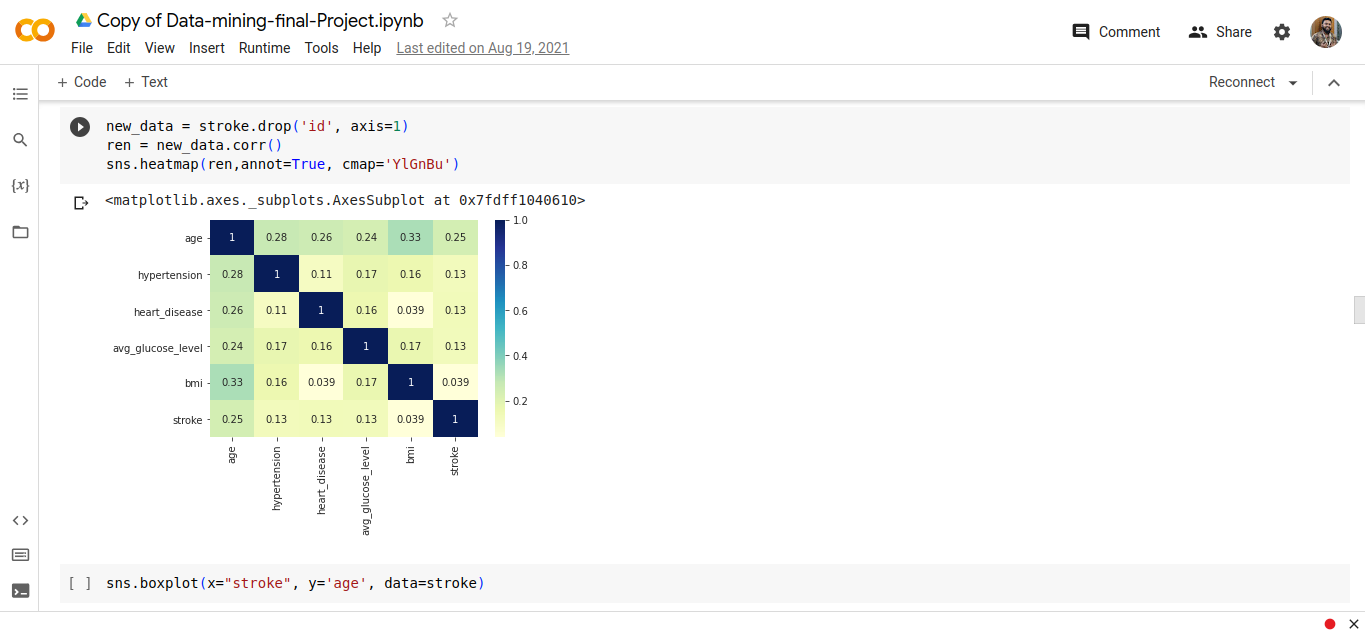 Copy of Data-mining-final-Project.ipynb
File Edit View Insert Runtime Tools Help Last edited on Aug 19, 2021
Comment Share
+ Code + Text
Reconnect
{x}
new_data = stroke.drop('id', axis=1)
ren = new_data.corr()
sns.heatmap(ren,annot=True, cmap='YlGnBu')
<matplotlib.axes._subplots.AxesSubplot at 0x7fdff1040610>
age 1 0.28 0.26 0.24 0.33 0.25
hypertension 0.28 1 0.11 0.17 0.16 0.13
heart_disease 0.26 0.11 1 0.16 0.039 0.13
avg_glucose_level 0.24 0.17 0.16 1 0.17 0.13
bmi 0.33 0.16 0.039 0.17 1 0.039
stroke 0.25 0.13 0.13 0.13 0.039 1
age
hypertension
heart_disease
avg_glucose_level
bmi
stroke
1.0
0.8
0.6
0.4
0.2
[ ] sns.boxplot(x="stroke", y='age', data=stroke)